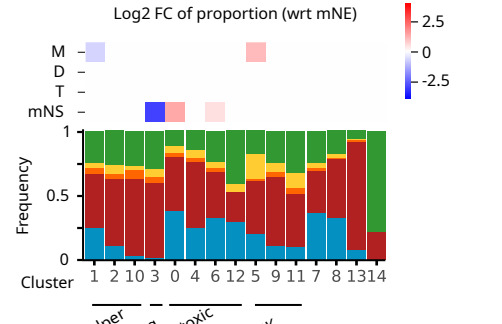 Log2 FC of proportion (wrt mNE)
2.5
0
-2.5
M
D
T
mNS
1
0.5
0
Frequency
Cluster 1 2 10 3 0 4 6 12 5 9 11 7 8 13 14